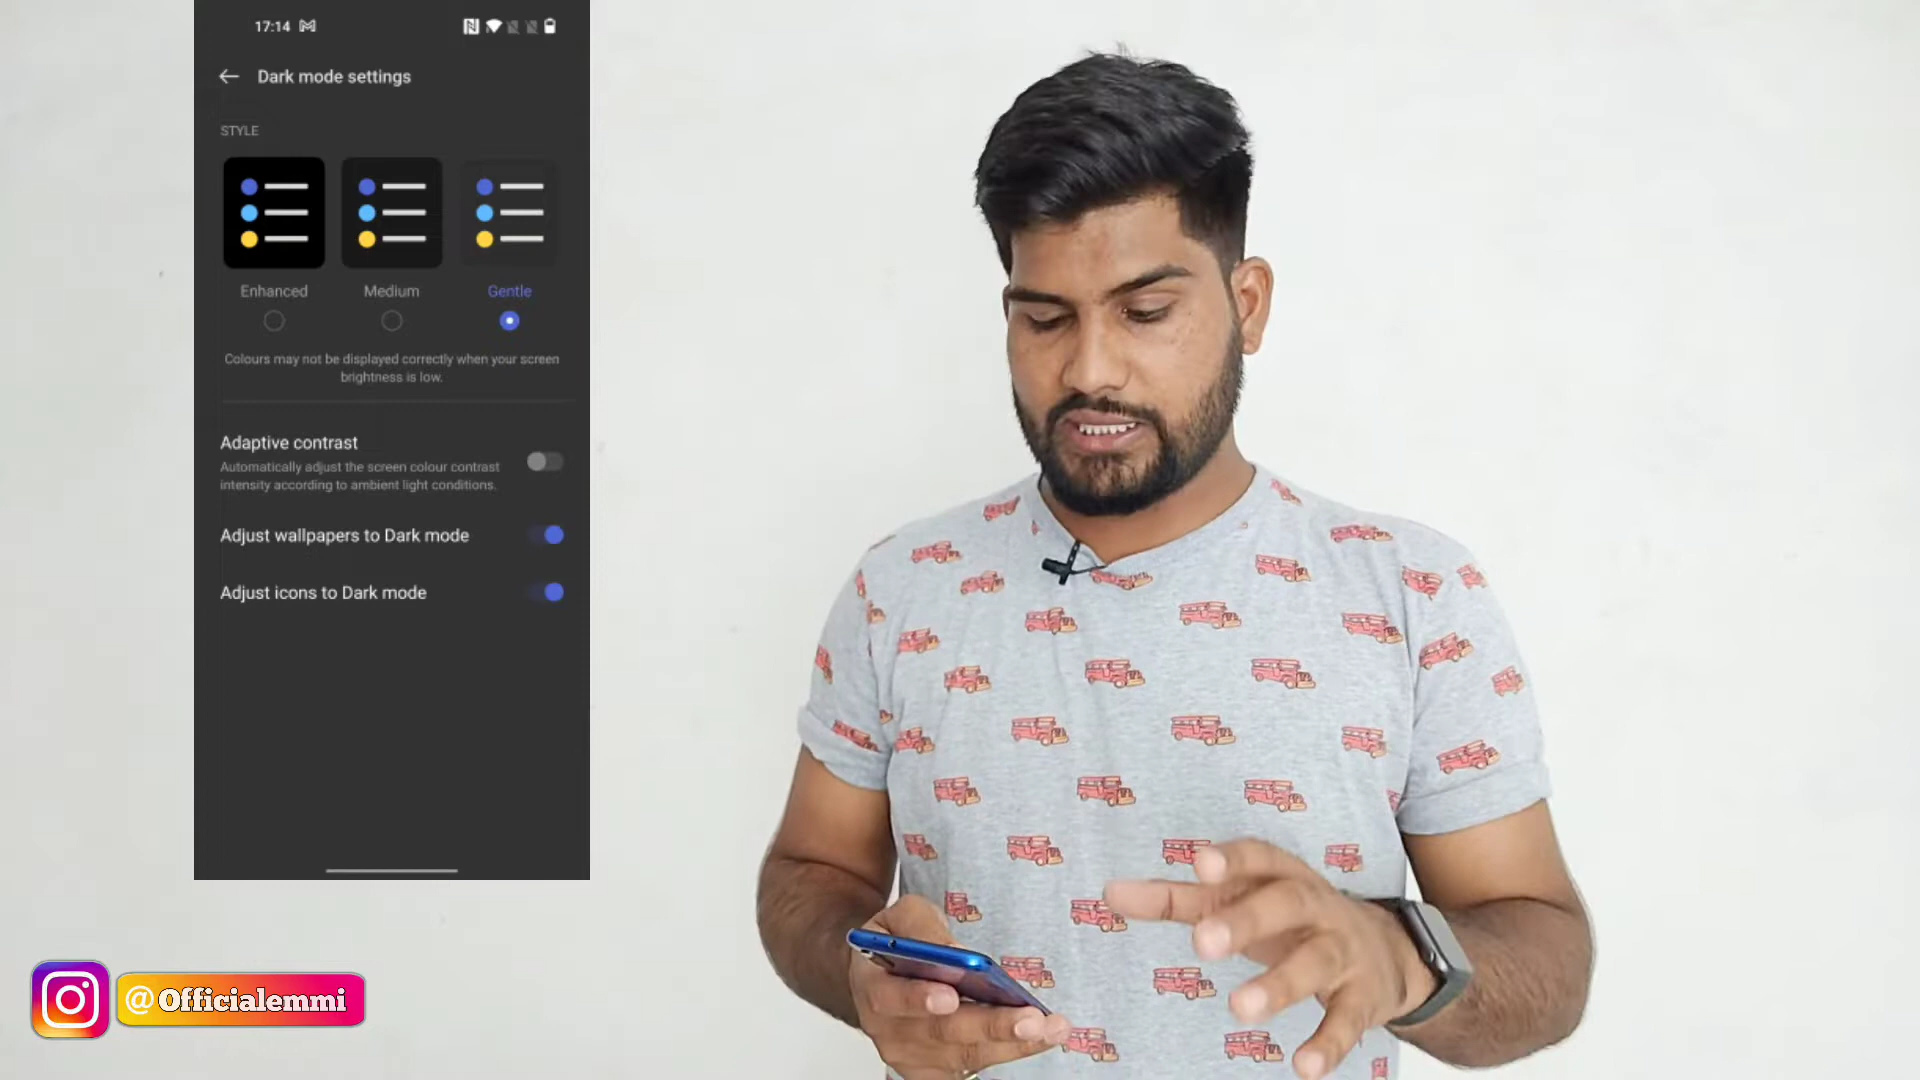 17:14
Dark mode settings
STYLE
Enhanced
Medium
Gentle
Colours may not be displayed correctly when your screen
brightness is low.
Adaptive contrast
Automatically adjust the screen colour contrast
intensity according to ambient light conditions.
Adjust wallpapers to Dark mode
Adjust icons to Dark mode
@Officialemmi